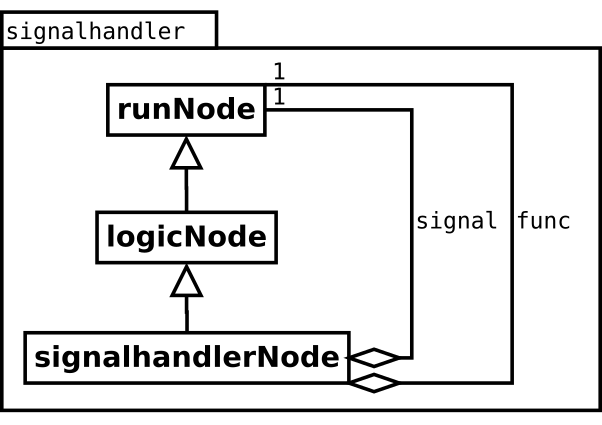 signalhandler
1
runNode
1
logicNode
signal
func
signalhandlerNode